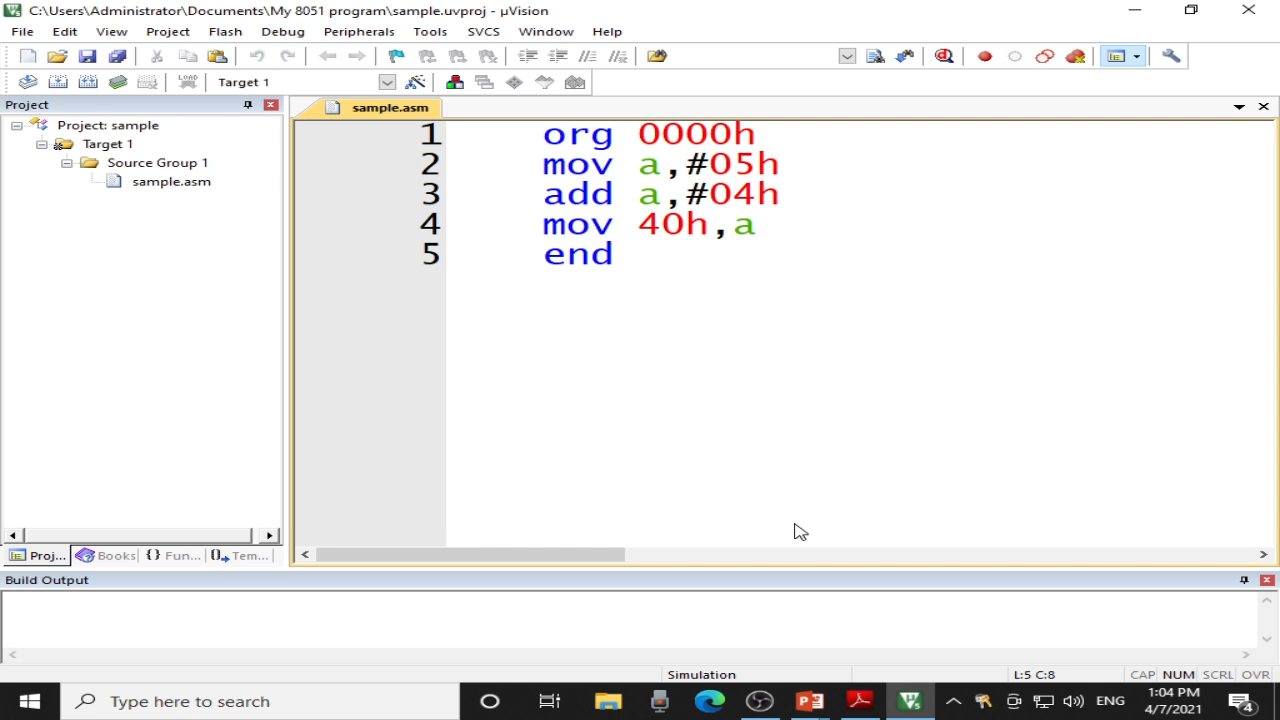 C:\Users\Administrator\Documents\My 8051 program\sample.uvproj - µVision
File Edit View Project Flash Debug Peripherals Tools SVCS Window Help
LOAD Target 1
Project
sample.asm
Project: sample
Target 1
Source Group 1
sample.asm
1 org 0000h
2 mov a,#05h
3 add a,#04h
4 mov 40h,a
5 end
Proj... Books {} Fun... {} Tem...
Build Output
Simulation L:5 C:8 CAP NUM SCRL OVR
Type here to search
ENG
1:04 PM
4/7/2021
4